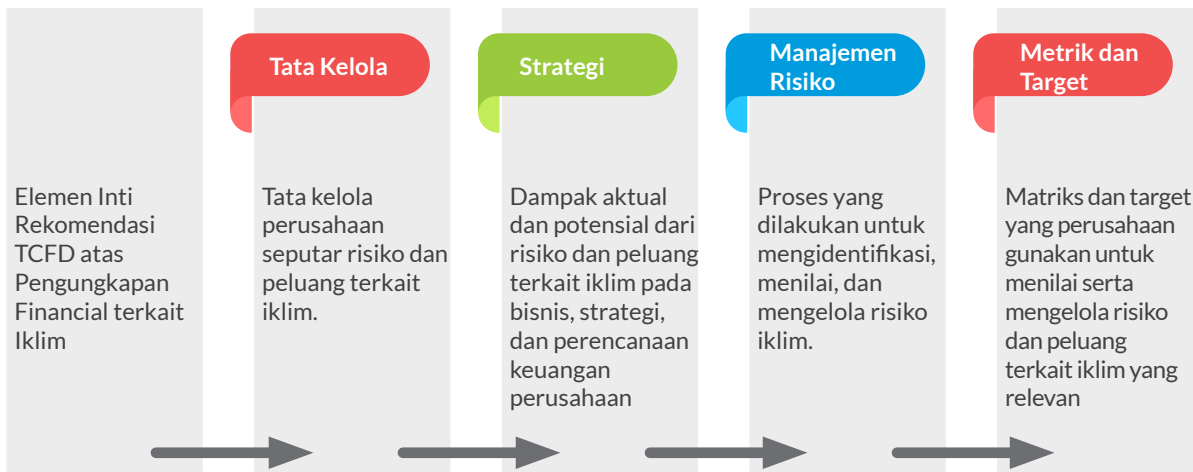 Tata Kelola
Strategi
Manajemen
Risiko
Metrik dan
Target
Elemen Inti
Rekomendasi
TCFD atas
Pengungkapan
Financial terkait
Iklim
Tata kelola
perusahaan
seputar risiko dan
peluang terkait
iklim.
Dampak aktual
dan potensial dari
risiko dan peluang
terkait iklim pada
bisnis, strategi,
dan perencanaan
keuangan
perusahaan
Proses yang
dilakukan untuk
mengidentifikasi,
menilai, dan
mengelola risiko
iklim.
Matriks dan target
yang perusahaan
gunakan untuk
menilai serta
mengelola risiko
dan peluang
terkait iklim yang
relevan